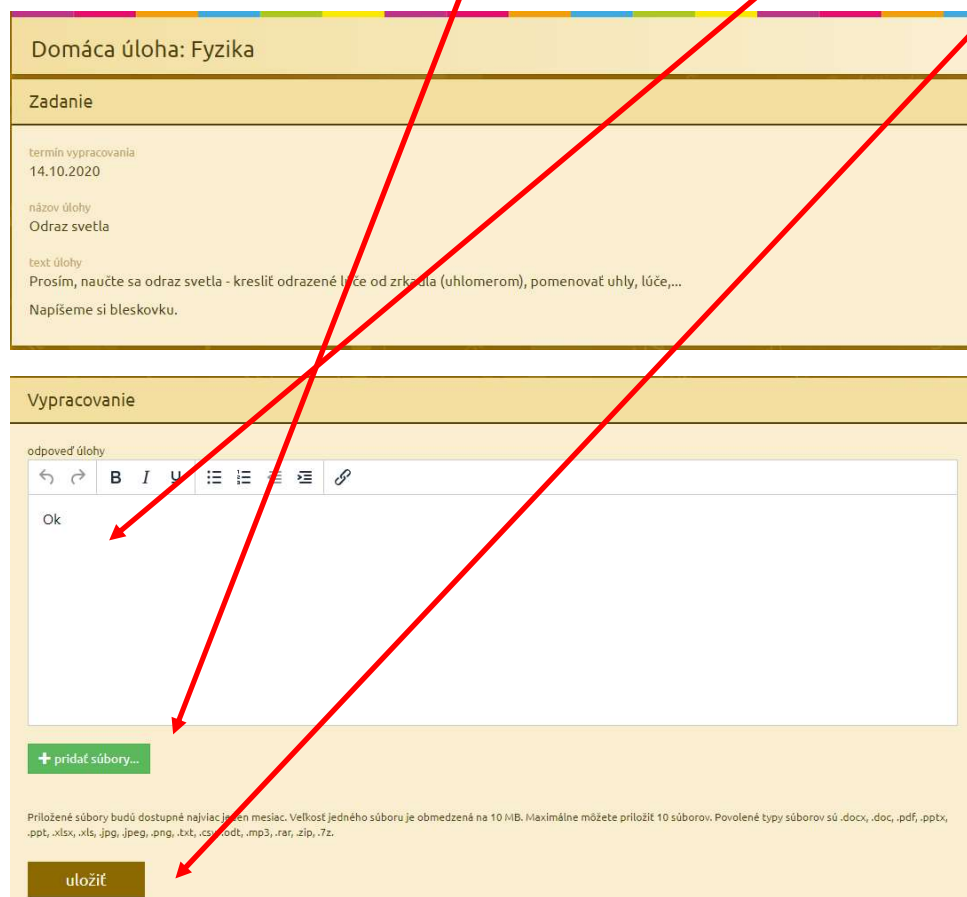 Domáca úloha: Fyzika
Zadanie
termín vypracovania
14.10.2020
názov úlohy
Odraz svetla
text úlohy
Prosím, naučte sa odraz svetla - kresliť odrazené lúče od zrkadla (uhlomerom), pomenovať uhly, lúče,...
Napíšeme si bleskovku.
Vypracovanie
odpoveď úlohy
B I U
Ok
+ pridať súbory...
Priložené súbory budú dostupné najviac jeden mesiac. Veľkosť jedného súboru je obmedzená na 10 MB. Maximálne môžete priložiť 10 súborov. Povolené typy súborov sú .docx, .doc, .pdf, .pptx,
.ppt, .xlsx, .xls, .jpg, .jpeg, .png, .txt, .csv, .odt, .mp3, .rar, .zip, .7z.
uložiť